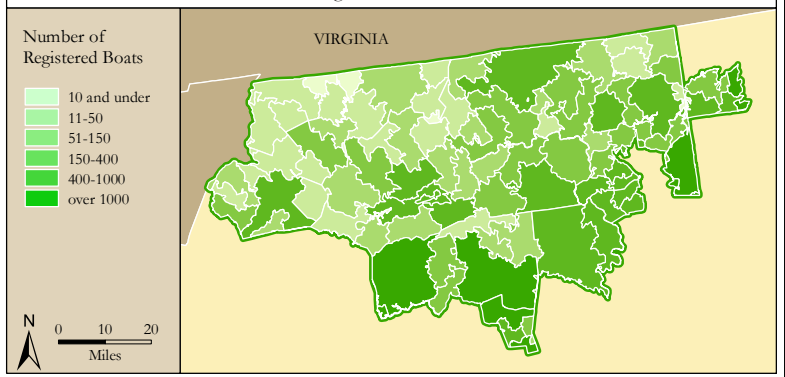 VIRGINIA
Number of
Registered Boats
10 and under
11-50
51-150
150-400
400-1000
over 1000
N
0 10 20
Miles